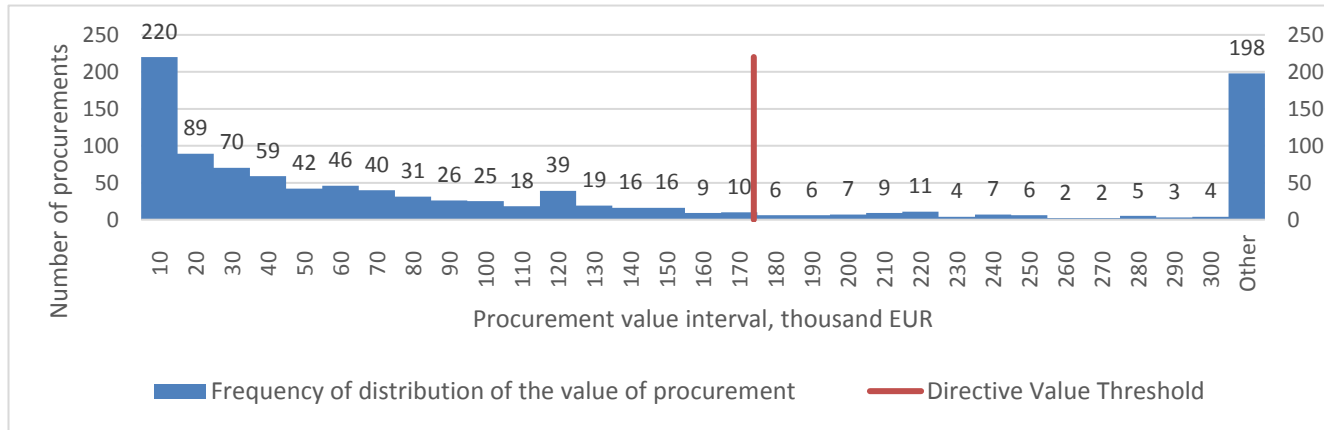 Number of procurements
250
200
150
100
50
0
220 89 70 59 42 46 40 31 26 25 18 39 19 16 16 9 10 6 6 7 9 11 4 7 6 2 2 5 3 4 198
250
200
150
100
50
0
10 20 30 40 50 60 70 80 90 100 110 120 130 140 150 160 170 180 190 200 210 220 230 240 250 260 270 280 290 300 Other
Procurement value interval, thousand EUR
Frequency of distribution of the value of procurement
Directive Value Threshold